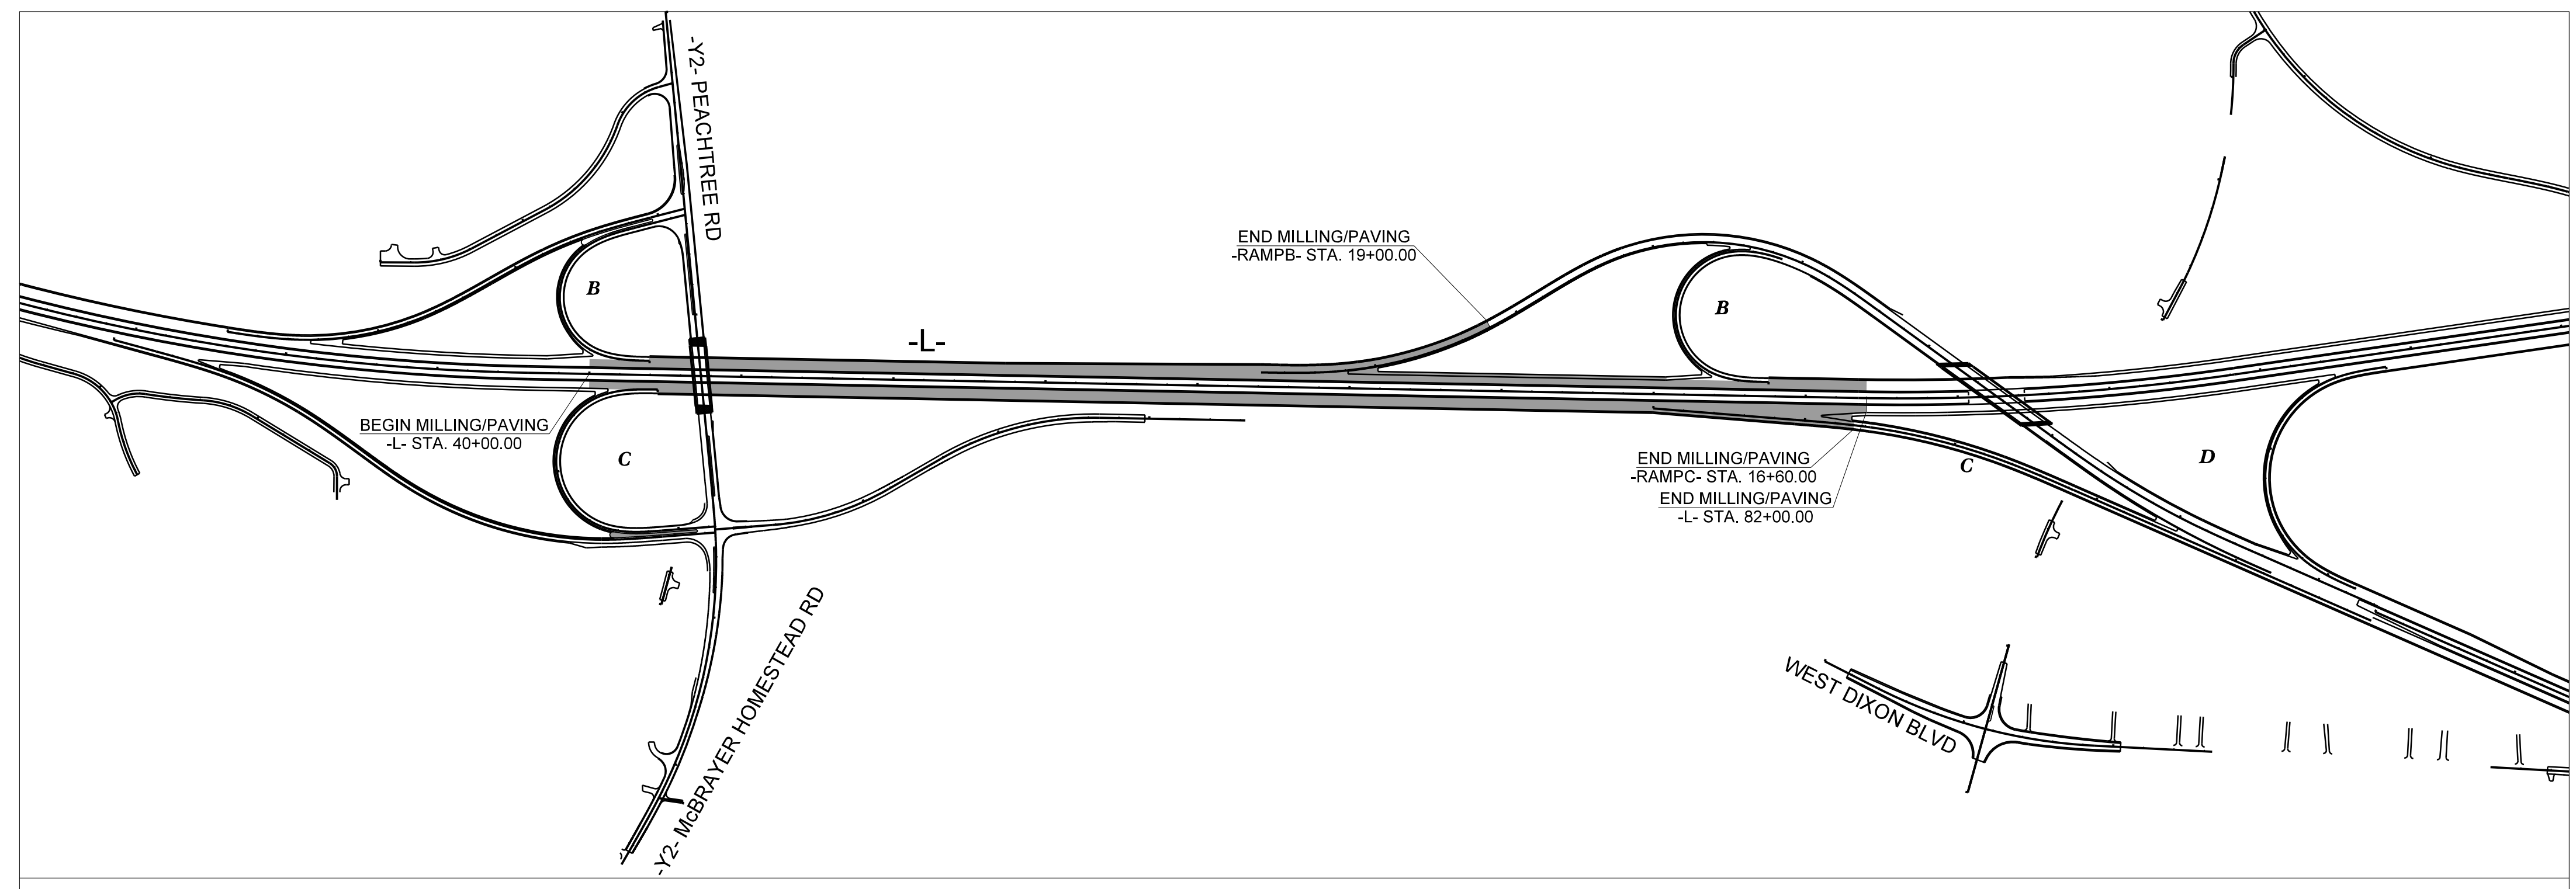 -Y2- PEACHTREE RD
END MILLING/PAVING
-RAMPB- STA. 19+00.00
B
B
-L-
BEGIN MILLING/PAVING
-L- STA. 40+00.00
C
END MILLING/PAVING
-RAMPC- STA. 16+60.00
C
D
END MILLING/PAVING
-L- STA. 82+00.00
-Y2- McBRAYER HOMESTEAD RD
WEST DIXON BLVD